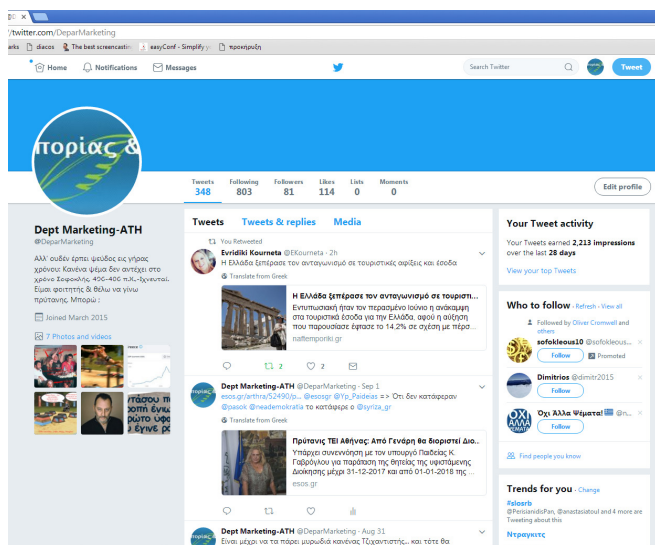 //twitter.com/DeparMarketing
arks diacos The best screencastin easyConf - Simplify y προκηρυξη
Home Notifications Messages Search Twitter Tweet
πορίας &
Tweets Following Followers Likes Lists Moments
348 803 81 114 0 0
Edit profile
Dept Marketing-ATH
@DeparMarketing
Αλλ' ουδέν έρπει ψεύδος εις γήρας
χρόνου: Κανένα ψέμα δεν αντέχει στο
χρόνο Σοφοκλής, 496-406 π.Χ.-Ιχνευταί.
Είμαι φοιτητής & θέλω να γίνω
πρύτανης. Μπορώ ;
Joined March 2015
7 Photos and videos
Tweets Tweets & replies Media
You Retweeted
Evridiki Kourneta @EKourneta · 2h
Η Ελλάδα ξεπέρασε τον ανταγωνισμό σε τουριστικές αφίξεις και έσοδα
Translate from Greek
Η Ελλάδα ξεπέρασε τον ανταγωνισμό σε τουριστι...
Εντυπωσιακή ήταν τον περασμένο Ιούνιο η ανάκαμψη
στα τουριστικά έσοδα για την Ελλάδα, αφού η αύξηση
που παρουσίασε έφτασε το 14,2% σε σχέση με πέρσ...
naftemporiki.gr
2 2
Dept Marketing-ATH @DeparMarketing · Sep 1
esos.gr/arthra/52490/p... @esosgr @Yp_Paideias => Ότι δεν κατάφεραν
@pasok @neademokratia το κατάφερε ο @syriza_gr
Translate from Greek
Πρύτανις ΤΕΙ Αθήνας: Από Γενάρη θα διοριστεί Διο...
Υπάρχει συνεννόηση με τον υπουργό Παιδείας Κ.
Γαβρόγλου για παράταση της θητείας της υφιστάμενης
Διοίκησης μέχρι 31-12-2017 και από 01-01-2018 της ...
esos.gr
Dept Marketing-ATH @DeparMarketing · Aug 31
Είναι μέχρι να τα πάρει μυρωδιά κανένας Τζιχαντιστής... και τότε θα
Your Tweet activity
Your Tweets earned 2,213 impressions
over the last 28 days
View your top Tweets
Who to follow · Refresh · View all
Followed by Oliver Cromwell and
others
sofokleous10 @sofokleous...
Follow Promoted
Dimitrios @dimitr2015
Follow
ΟΧΙ
ΑΛΛΑ
ΨΕΜΑΤΑ
Όχι Άλλα Ψέματα! @n...
Follow
Find people you know
Trends for you · Change
#slosrb
@PerisanidisPan, @anastasiatoul and 4 more are
Tweeting about this
Ντραγκιτς